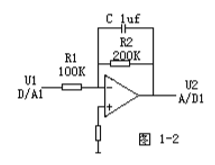 C 1uf
R2
200K
R1
100K
U1
D/A1
U2
A/D1
-
+
图 1-2